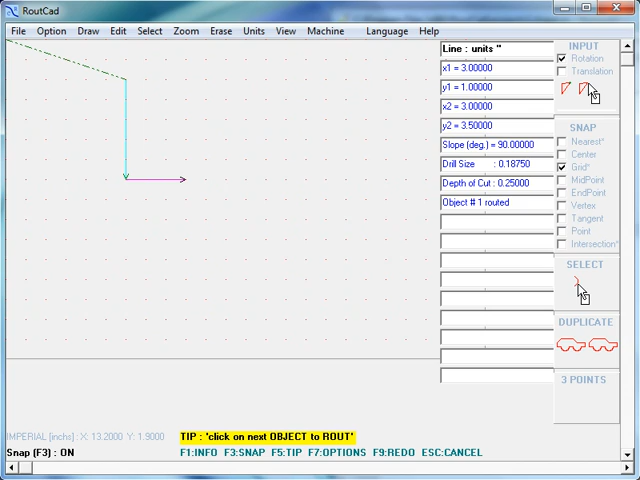 RoutCad
File Option Draw Edit Select Zoom Erase Units View Machine Language Help
Line : units "
x1 = 3.00000
y1 = 1.00000
x2 = 3.00000
y2 = 3.50000
Slope (deg.) = 90.00000
Drill Size : 0.18750
Depth of Cut : 0.25000
Object # 1 routed
INPUT
Rotation
Translation
SNAP
Nearest*
Center
Grid*
MidPoint
EndPoint
Vertex
Tangent
Point
Intersection*
SELECT
DUPLICATE
3 POINTS
IMPERIAL [inchs] : X: 13.2000 Y: 1.9000
TIP : 'click on next OBJECT to ROUT'
Snap (F3) : ON
F1:INFO F3:SNAP F5:TIP F7:OPTIONS F9:REDO ESC:CANCEL